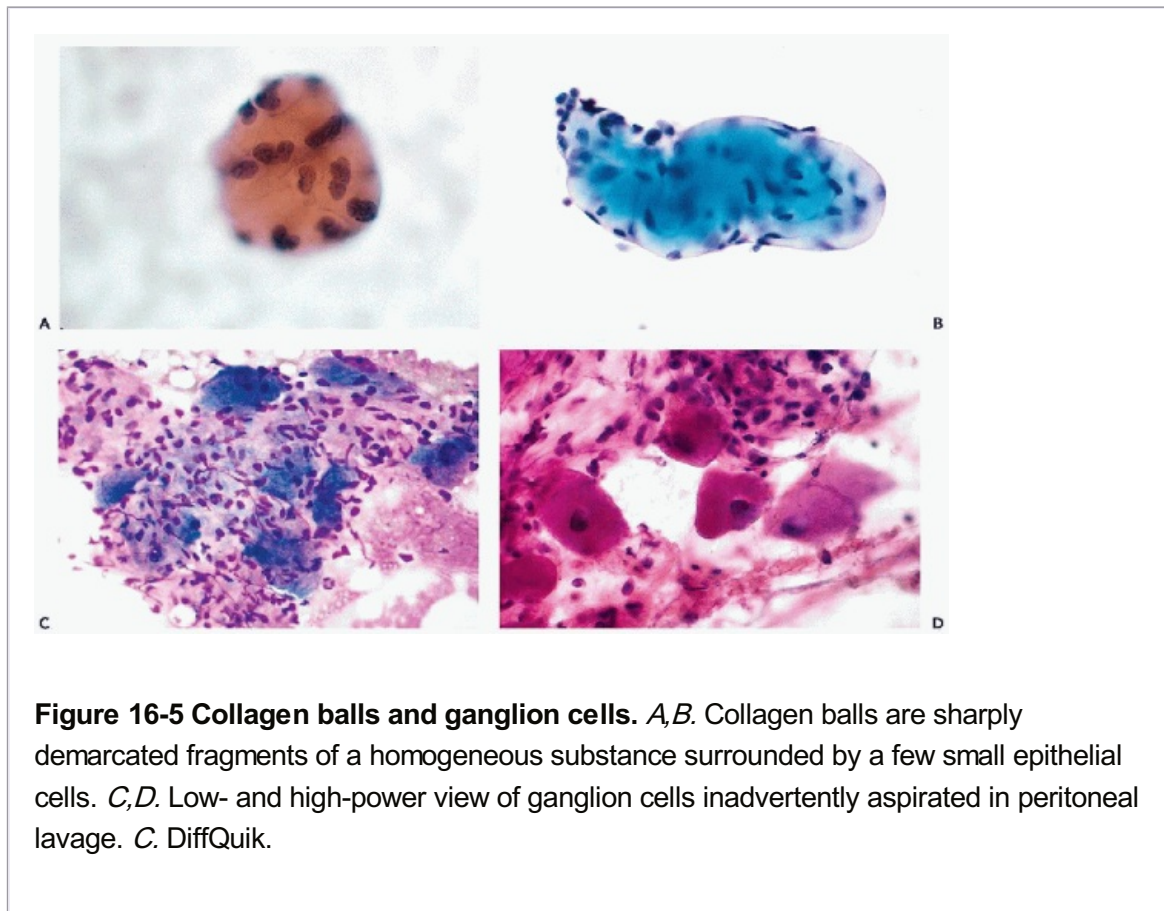 A
B
C
D
Figure 16-5 Collagen balls and ganglion cells. A,B. Collagen balls are sharply
demarcated fragments of a homogeneous substance surrounded by a few small epithelial
cells. C,D. Low- and high-power view of ganglion cells inadvertently aspirated in peritoneal
lavage. C. DiffQuik.